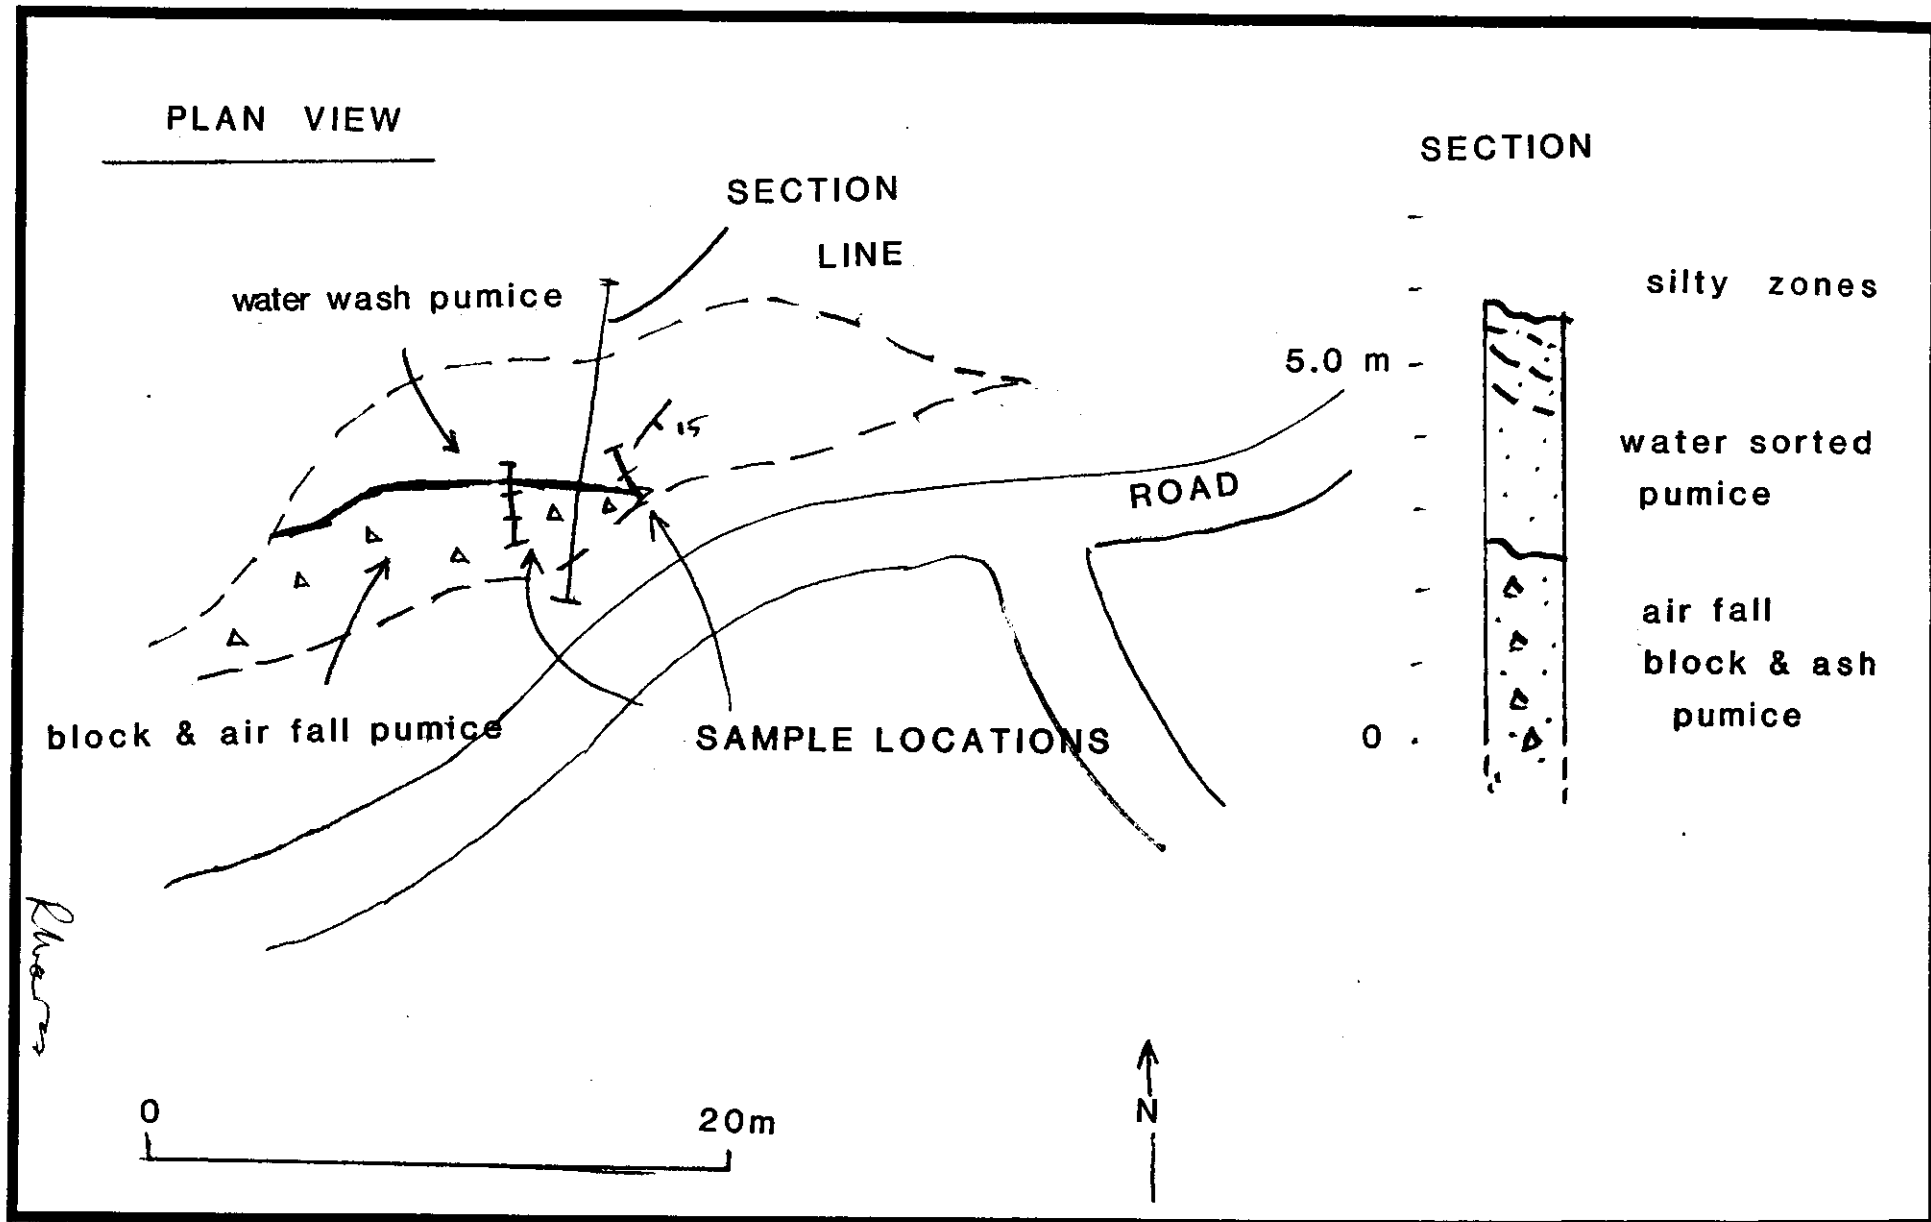 PLAN VIEW
SECTION
LINE
water wash pumice
15
ROAD
block & air fall pumice
SAMPLE LOCATIONS
0
20m
N
SECTION
silty zones
5.0 m
water sorted
pumice
air fall
block & ash
pumice
0